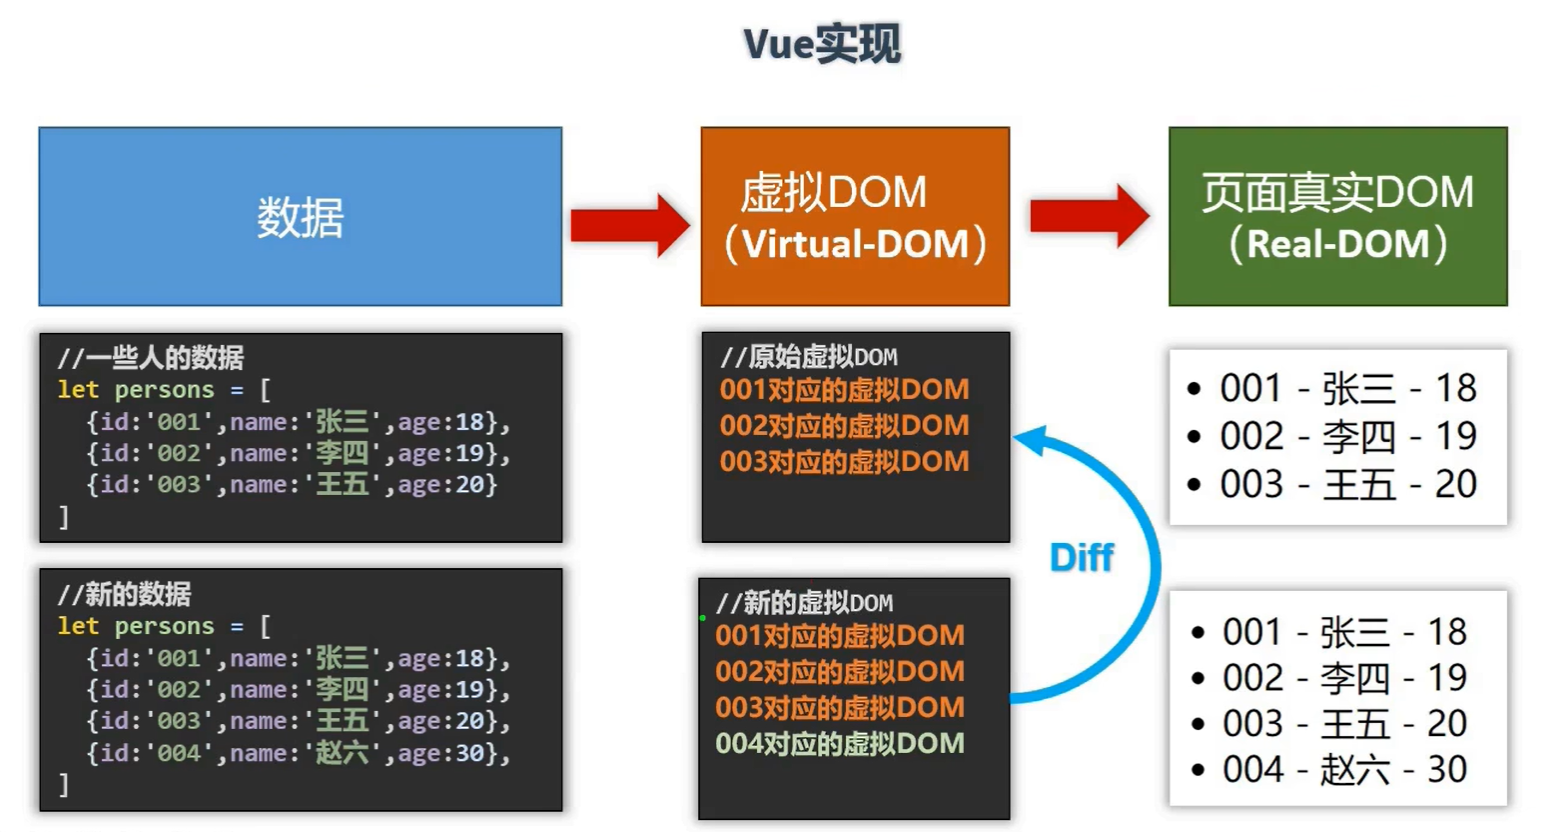 Vue实现
数据
虚拟DOM
（Virtual-DOM）
页面真实DOM
（Real-DOM）
//一些人的数据
let persons = [
{id:'001',name:'张三',age:18},
{id:'002',name:'李四',age:19},
{id:'003',name:'王五',age:20}
]
//原始虚拟DOM
001对应的虚拟DOM
002对应的虚拟DOM
003对应的虚拟DOM
• 001 - 张三 - 18
• 002 - 李四 - 19
• 003 - 王五 - 20
Diff
//新的数据
let persons = [
{id:'001',name:'张三',age:18},
{id:'002',name:'李四',age:19},
{id:'003',name:'王五',age:20},
{id:'004',name:'赵六',age:30},
]
//新的虚拟DOM
001对应的虚拟DOM
002对应的虚拟DOM
003对应的虚拟DOM
004对应的虚拟DOM
• 001 - 张三 - 18
• 002 - 李四 - 19
• 003 - 王五 - 20
• 004 - 赵六 - 30